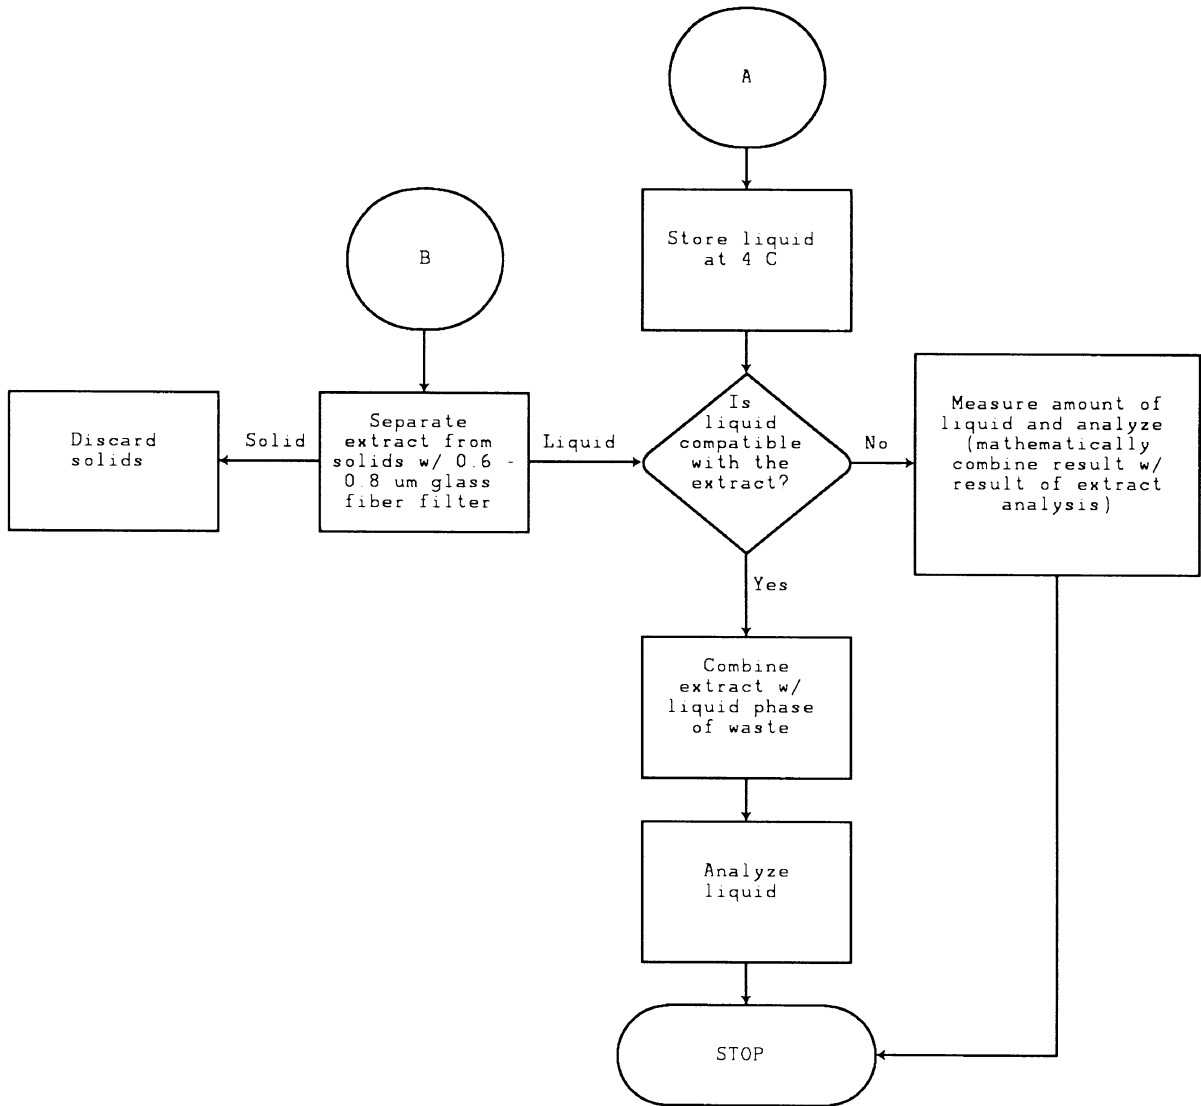 A
Store liquid
at 4 C
B
Discard
solids
Solid
Separate
extract from
solids w/ 0.6 -
0.8 um glass
fiber filter
Liquid
Is
liquid
compatible
with the
extract?
No
Measure amount of
liquid and analyze
(mathematically
combine result w/
result of extract
analysis)
Yes
Combine
extract w/
liquid phase
of waste
Analyze
liquid
STOP